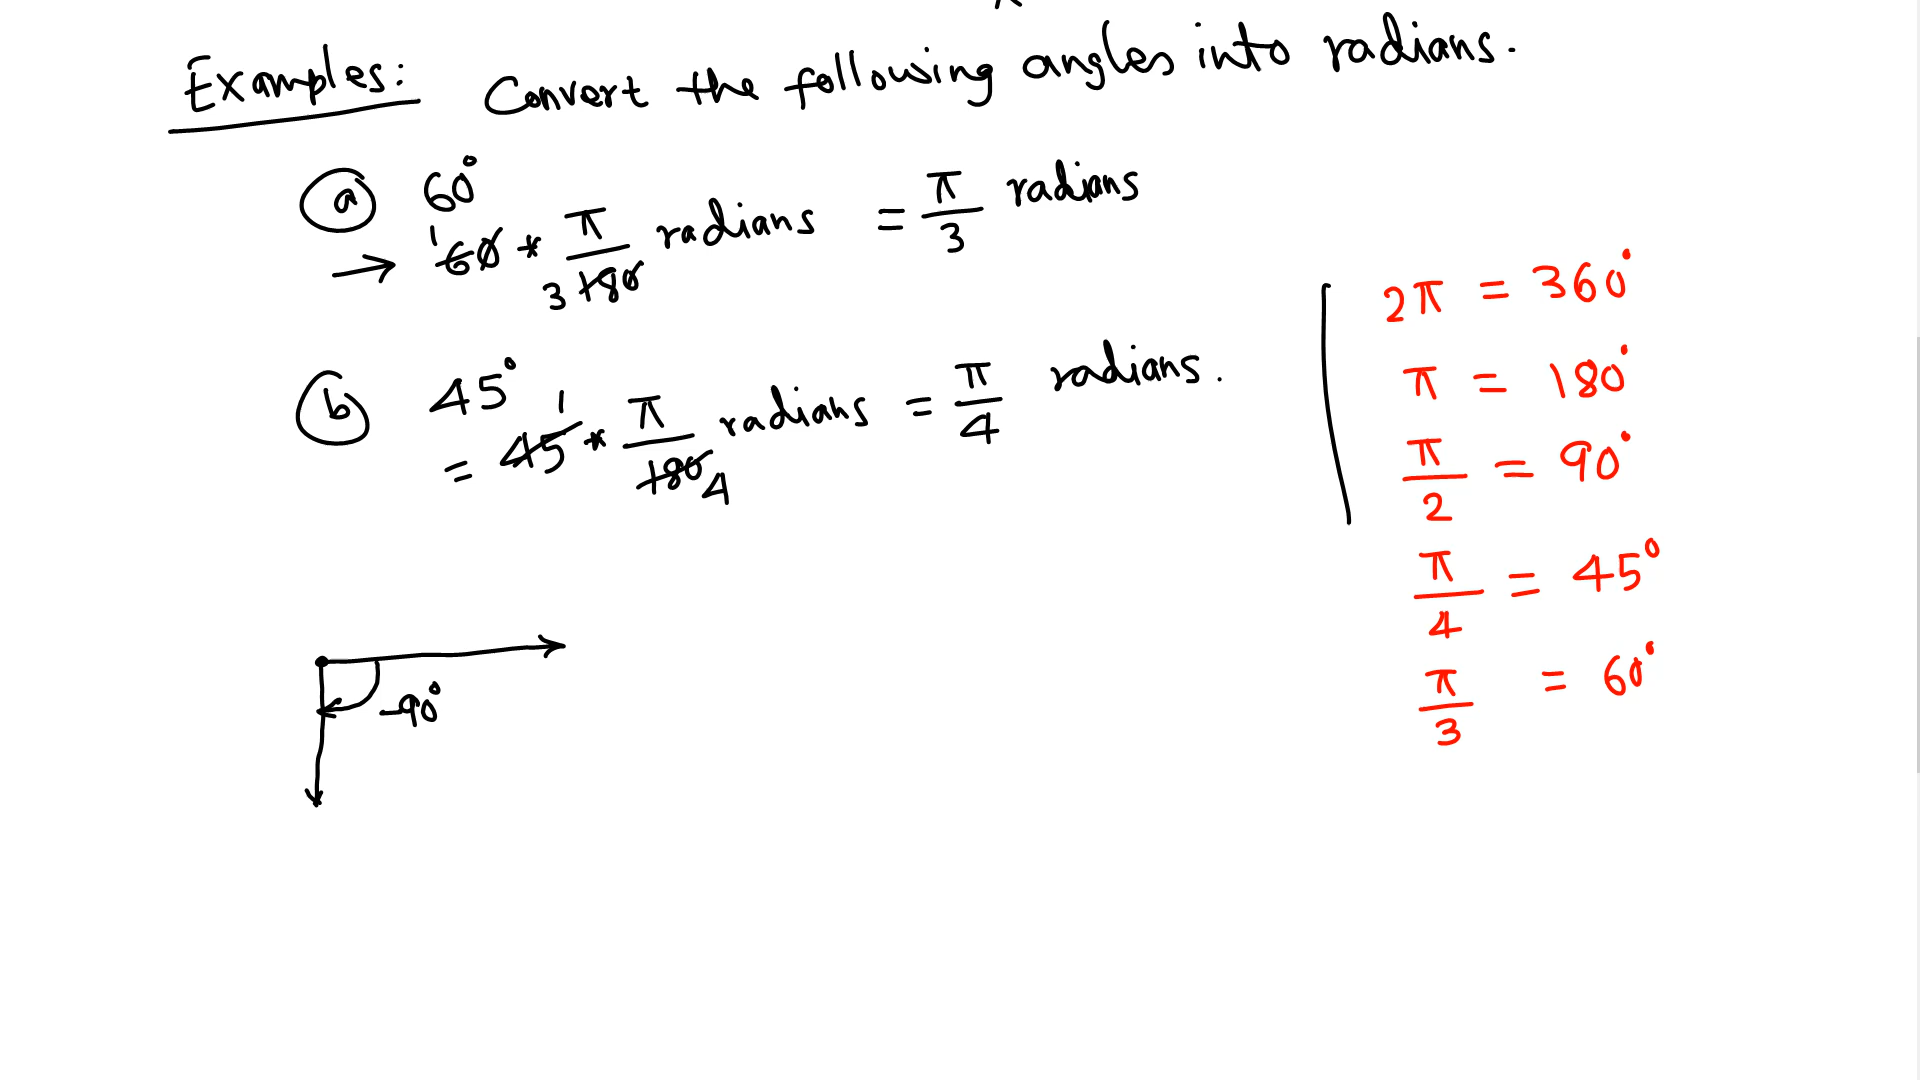 Examples: Convert the following angles into radians.
(a) 60°
→ 60 * π/180 radians = π/3 radians
1
3
(b) 45°
= 45 * π/180 radians = π/4 radians.
1
4
-90°
2π = 360°
π = 180°
π/2 = 90°
π/4 = 45°
π/3 = 60°